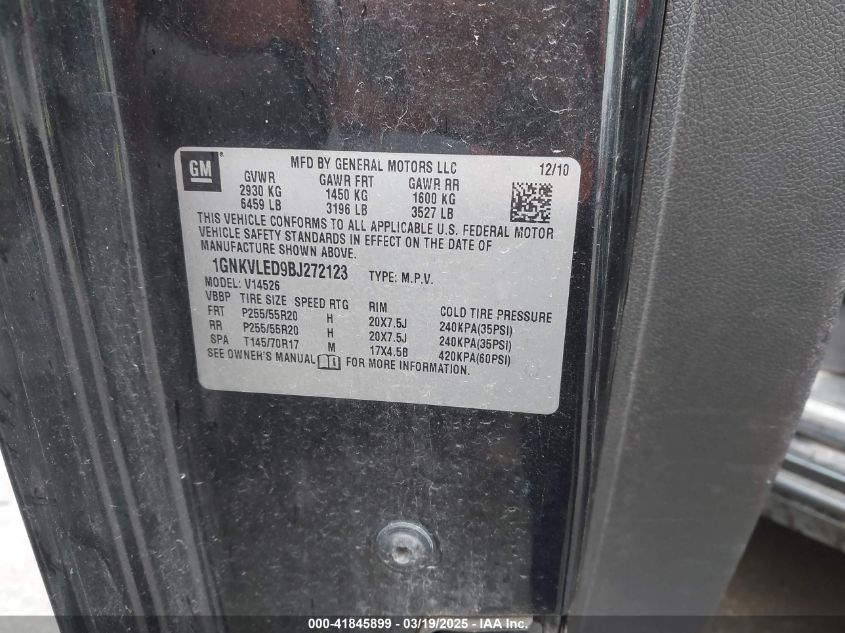 GM
MFD BY GENERAL MOTORS LLC 12/10
GVWR GAWR FRT GAWR RR
2930 KG 1450 KG 1600 KG
6459 LB 3196 LB 3527 LB
THIS VEHICLE CONFORMS TO ALL APPLICABLE U.S. FEDERAL MOTOR
VEHICLE SAFETY STANDARDS IN EFFECT ON THE DATE OF
MANUFACTURE SHOWN ABOVE.
1GNKVLED9BJ272123 TYPE: M.P.V.
MODEL: V14526
VBBP TIRE SIZE SPEED RTG RIM COLD TIRE PRESSURE
FRT P255/55R20 H 20X7.5J 240KPA(35PSI)
RR P255/55R20 H 20X7.5J 240KPA(35PSI)
SPA T145/70R17 M 17X4.5B 420KPA(60PSI)
SEE OWNER'S MANUAL i FOR MORE INFORMATION.
000-41845899 - 03/19/2025 - IAA Inc.